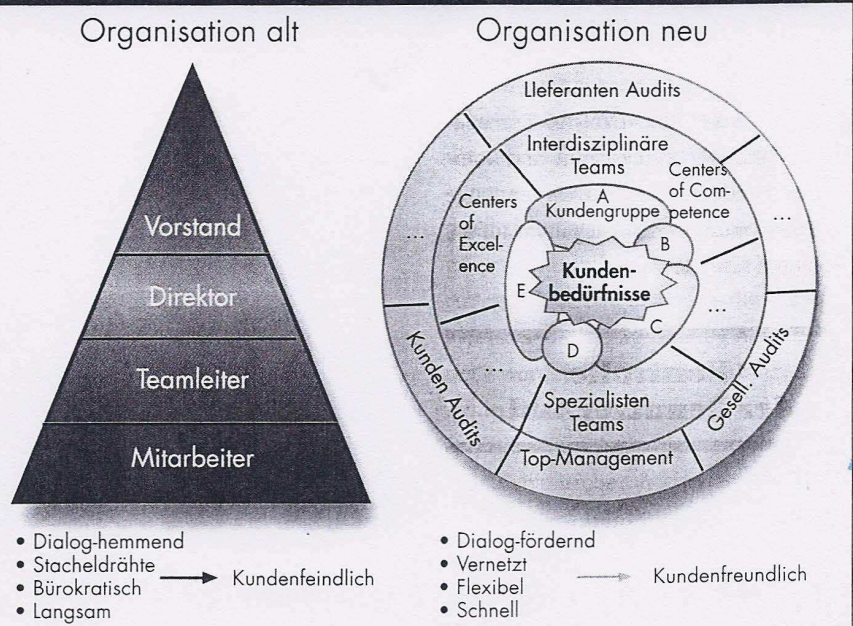 Organisation alt
Organisation neu
Vorstand
Direktor
Teamleiter
Mitarbeiter
Lleferanten Audits
Interdisziplinäre
Teams
Centers
of Com-
petence
Centers
of
Excel-
ence
A
Kundengruppe
B
Kunden-
bedürfnisse
E
C
D
...
...
...
...
Spezialisten
Teams
Top-Management
Kunden Audits
Gesell. Audits
• Dialog-hemmend
• Stacheldrähte
• Bürokratisch
• Langsam
Kundenfeindlich
• Dialog-fördernd
• Vernetzt
• Flexibel
• Schnell
Kundenfreundlich